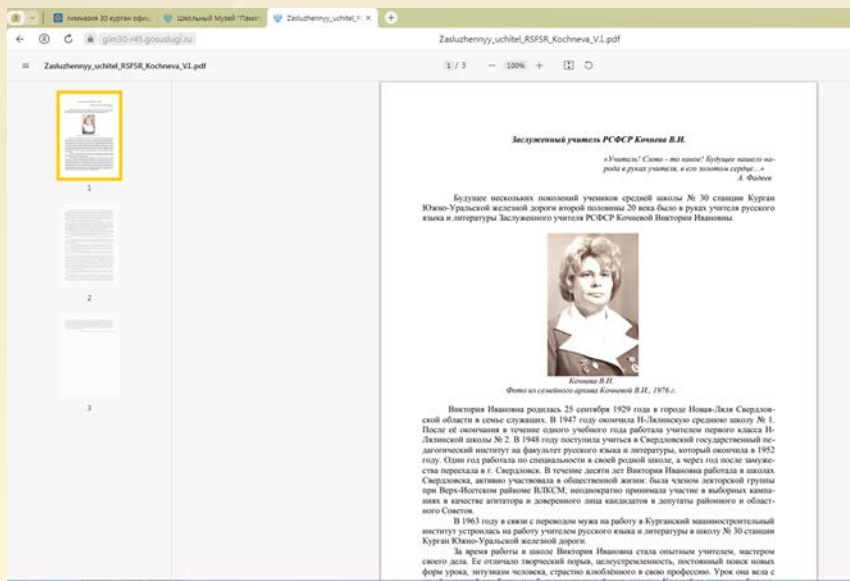 гимназия 30 курган офиц
Школьный Музей "Памят
Zasluzhennyy_uchitel_R
gim30-r45.gosuslugi.ru
Zasluzhennyy_uchitel_RSFSR_Kochneva_V.I..pdf
Zasluzhennyy_uchitel_RSFSR_Kochneva_V.I..pdf
1 / 3 − 100% +
1
2
3
Заслуженный учитель РСФСР Кочнева В.И.
«Учитель! Слово – то какое! Будущее нашего на-
рода в руках учителя, в его золотом сердце...»
А. Фадеев
Будущее нескольких поколений учеников средней школы № 30 станции Курган
Южно-Уральской железной дороги второй половины 20 века было в руках учителя русского
языка и литературы Заслуженного учителя РСФСР Кочневой Виктории Ивановны.
Кочнева В.И.
Фото из семейного архива Кочневой В.И., 1976 г.
Виктория Ивановна родилась 25 сентября 1929 года в городе Новая-Ляля Свердлов-
ской области в семье служащих. В 1947 году окончила Н-Лялинскую среднюю школу № 1.
После её окончания в течение одного учебного года работала учителем первого класса Н-
Лялинской школы № 2. В 1948 году поступила учиться в Свердловский государственный пе-
дагогический институт на факультет русского языка и литературы, который окончила в 1952
году. Один год работала по специальности в своей родной школе, а через год после замуже-
ства переехала в г. Свердловск. В течение десяти лет Виктория Ивановна работала в школах
Свердловска, активно участвовала в общественной жизни: была членом лекторской группы
при Верх-Исетском райкоме ВЛКСМ; неоднократно принимала участие в выборных кампа-
ниях в качестве агитатора и доверенного лица кандидатов в депутаты районного и област-
ного Советов.
В 1963 году в связи с переводом мужа на работу в Курганский машиностроительный
институт устроилась на работу учителем русского языка и литературы в школу № 30 станции
Курган Южно-Уральской железной дороги.
За время работы в школе Виктория Ивановна стала опытным учителем, мастером
своего дела. Ее отличало творческий порыв, целеустремленность, постоянный поиск новых
форм урока, энтузиазм человека, страстно влюблённого в свою профессию. Урок она вела с